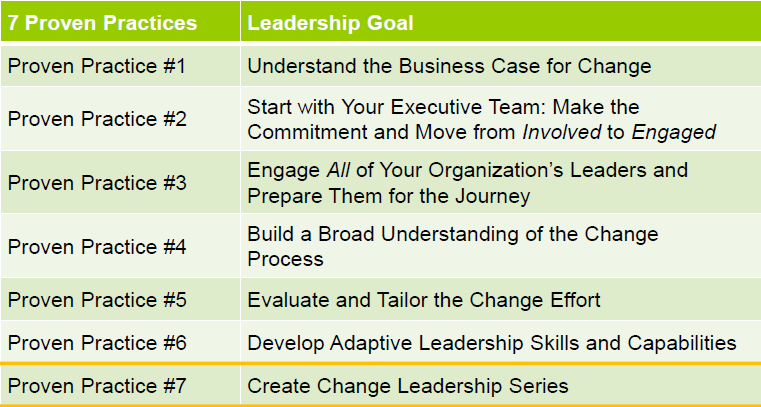 7 Proven Practices Leadership Goal
Proven Practice #1 Understand the Business Case for Change
Proven Practice #2 Start with Your Executive Team: Make the
Commitment and Move from Involved to Engaged
Proven Practice #3 Engage All of Your Organization’s Leaders and
Prepare Them for the Journey
Proven Practice #4 Build a Broad Understanding of the Change
Process
Proven Practice #5 Evaluate and Tailor the Change Effort
Proven Practice #6 Develop Adaptive Leadership Skills and Capabilities
Proven Practice #7 Create Change Leadership Series